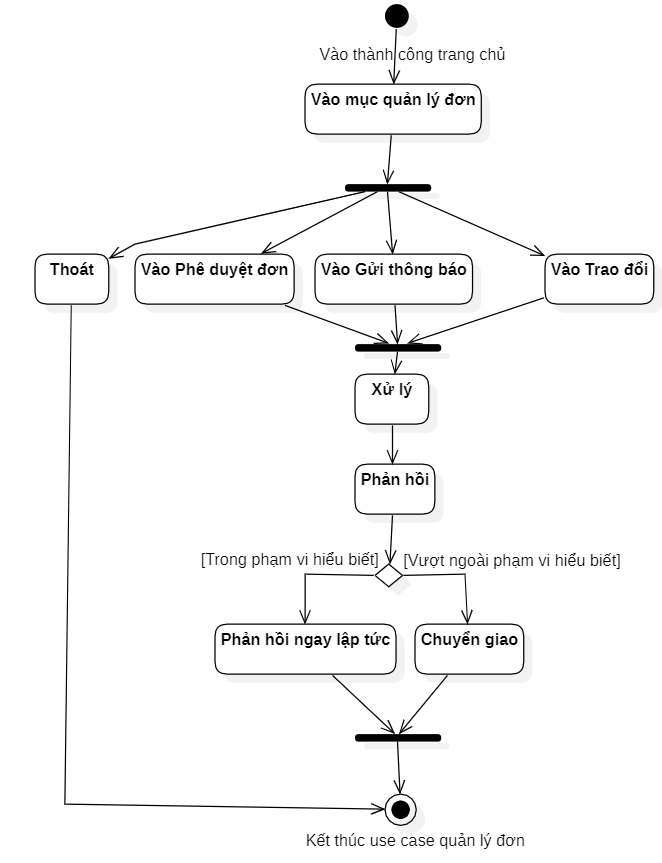 Vào thành công trang chủ
Vào mục quản lý đơn
Thoát
Vào Phê duyệt đơn
Vào Gửi thông báo
Vào Trao đổi
Xử lý
Phản hồi
[Trong phạm vi hiểu biết]
[Vượt ngoài phạm vi hiểu biết]
Phản hồi ngay lập tức
Chuyển giao
Kết thúc use case quản lý đơn